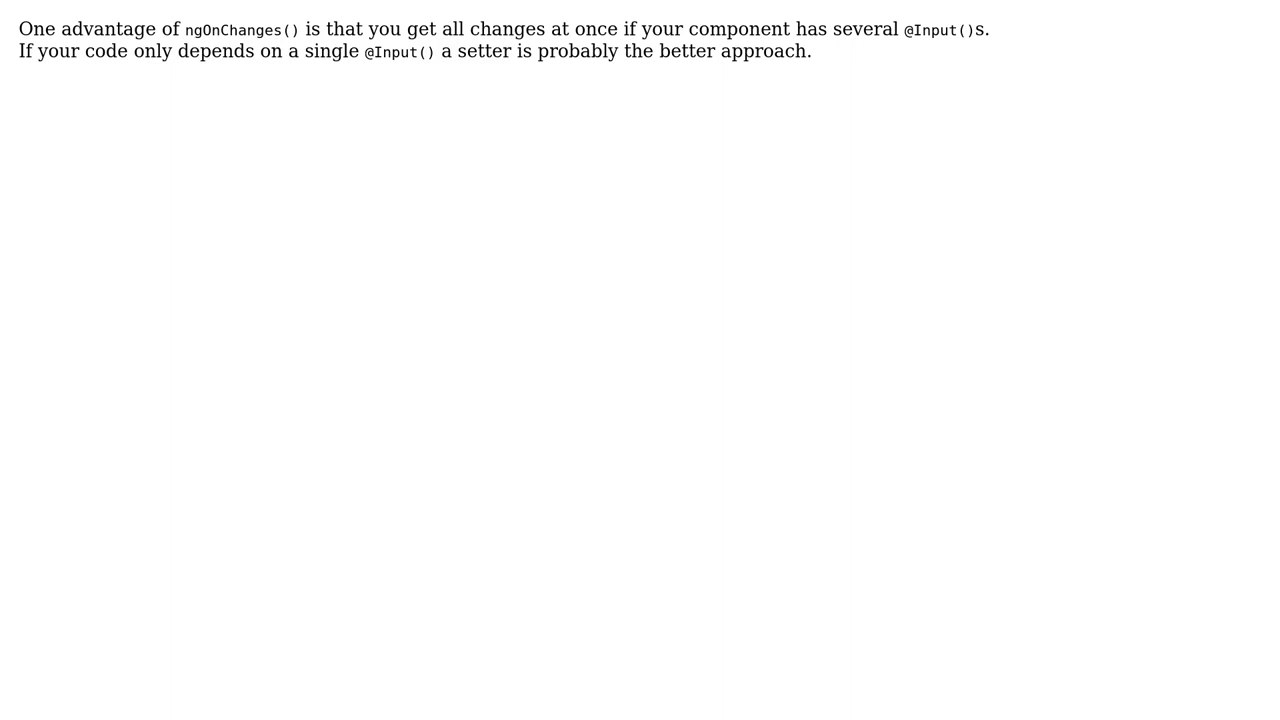 One advantage of ngOnChanges() is that you get all changes at once if your component has several @Input()s.
If your code only depends on a single @Input() a setter is probably the better approach.